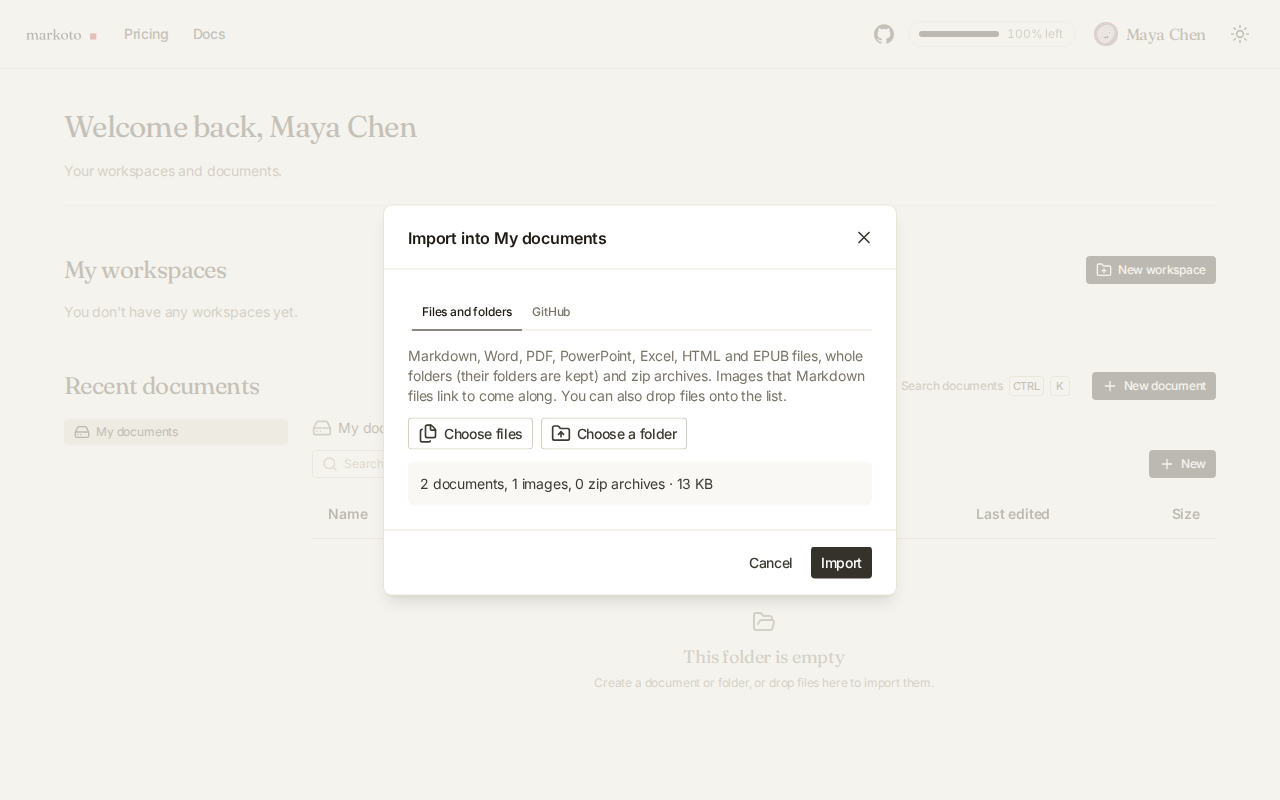 markoto
Pricing
Docs
100% left
Maya Chen
Welcome back, Maya Chen
Your workspaces and documents.
My workspaces
New workspace
You don't have any workspaces yet.
Recent documents
Search documents CTRL K
New document
My documents
My doc
Search
New
Name
Last edited
Size
This folder is empty
Create a document or folder, or drop files here to import them.
Import into My documents
Files and folders
GitHub
Markdown, Word, PDF, PowerPoint, Excel, HTML and EPUB files, whole
folders (their folders are kept) and zip archives. Images that Markdown
files link to come along. You can also drop files onto the list.
Choose files
Choose a folder
2 documents, 1 images, 0 zip archives · 13 KB
Cancel
Import